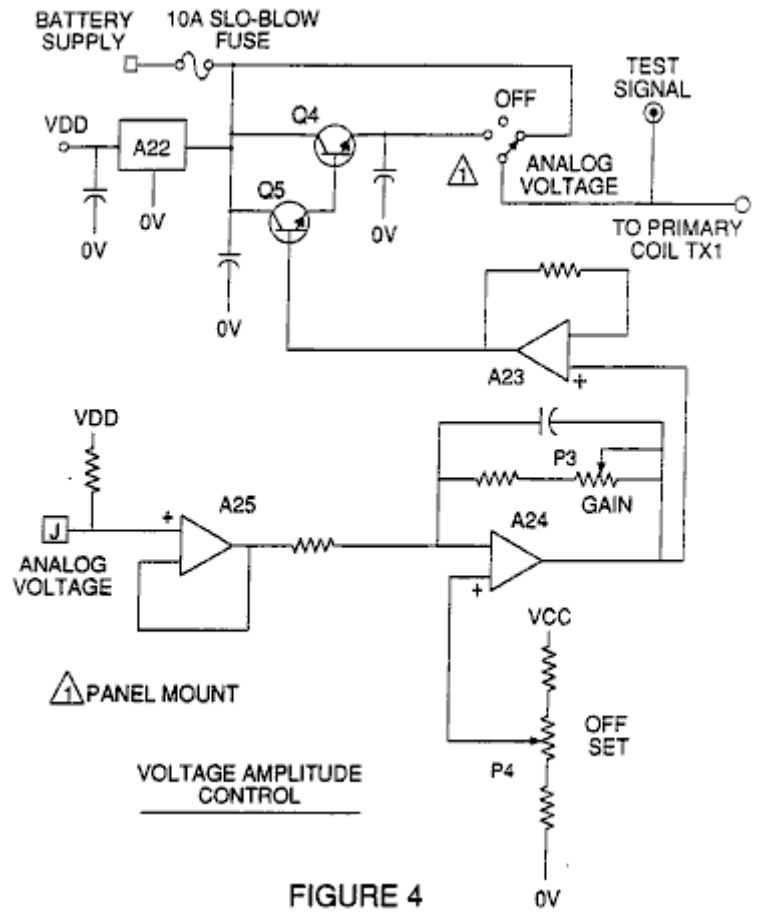 BATTERY
SUPPLY
10A SLO-BLOW
FUSE
TEST
SIGNAL
OFF
Q4
VDD
A22
1
ANALOG
VOLTAGE
Q5
0V
0V
0V
TO PRIMARY
COIL TX1
0V
A23
+
VDD
P3
GAIN
A25
+
J
A24
ANALOG
VOLTAGE
+
VCC
1 PANEL MOUNT
OFF
SET
P4
VOLTAGE AMPLITUDE
CONTROL
0V
FIGURE 4